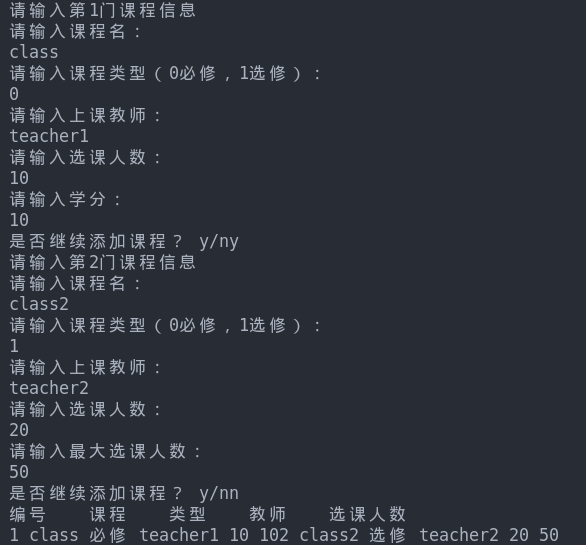 请输入第1门课程信息
请输入课程名：
class
请输入课程类型（0必修，1选修）：
0
请输入上课教师：
teacher1
请输入选课人数：
10
请输入学分：
10
是否继续添加课程？ y/ny
请输入第2门课程信息
请输入课程名：
class2
请输入课程类型（0必修，1选修）：
1
请输入上课教师：
teacher2
请输入选课人数：
20
请输入最大选课人数：
50
是否继续添加课程？ y/nn
编号    课程    类型    教师    选课人数
1 class 必修 teacher1 10 102 class2 选修 teacher2 20 50